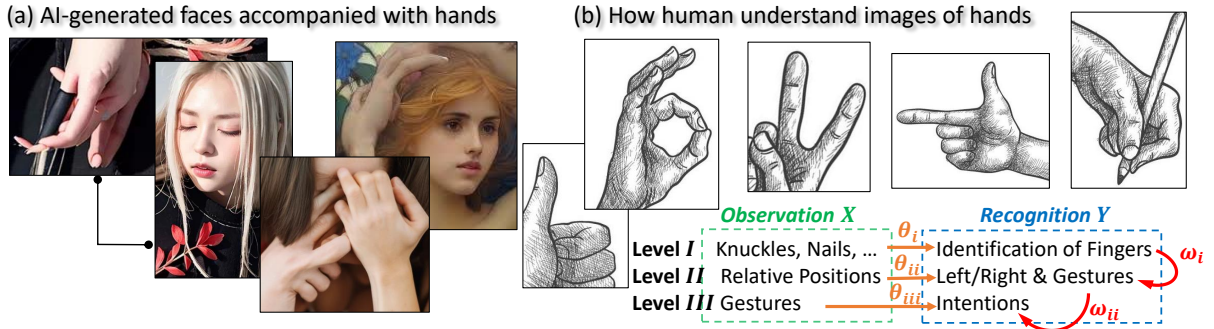 (a) AI-generated faces accompanied with hands
(b) How human understand images of hands
Observation X
Recognition Y
Level I Knuckles, Nails, ... θᵢ Identification of Fingers ωᵢ
Level II Relative Positions θᵢᵢ Left/Right & Gestures
Level III Gestures θᵢᵢᵢ Intentions ωᵢᵢ